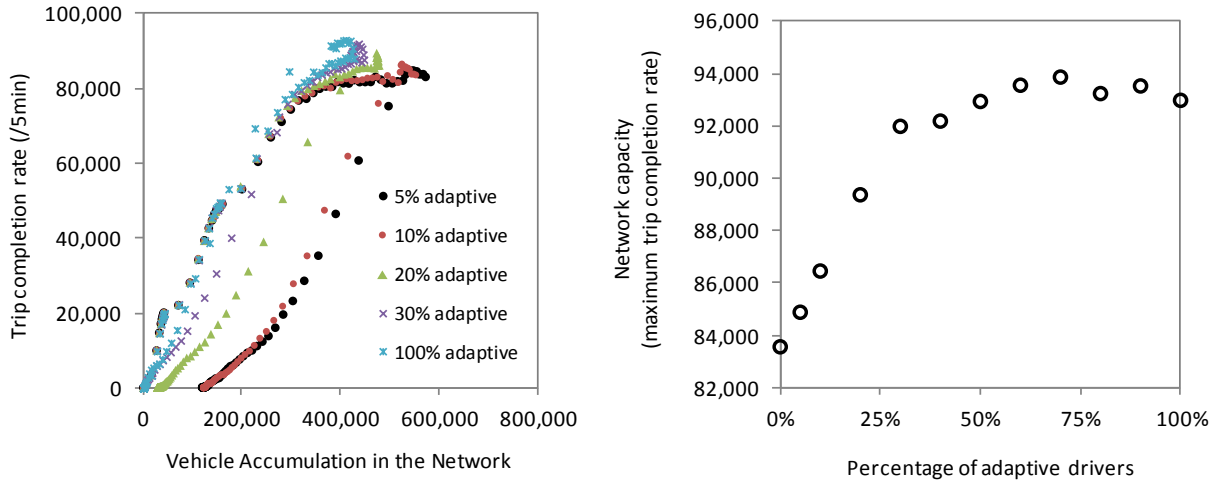 100,000
80,000
60,000
40,000
20,000
0
Trip completion rate (/5min)
5% adaptive
10% adaptive
20% adaptive
30% adaptive
100% adaptive
0 200,000 400,000 600,000 800,000
Vehicle Accumulation in the Network
96,000
94,000
92,000
90,000
88,000
86,000
84,000
82,000
Network capacity
(maximum trip completion rate)
0% 25% 50% 75% 100%
Percentage of adaptive drivers